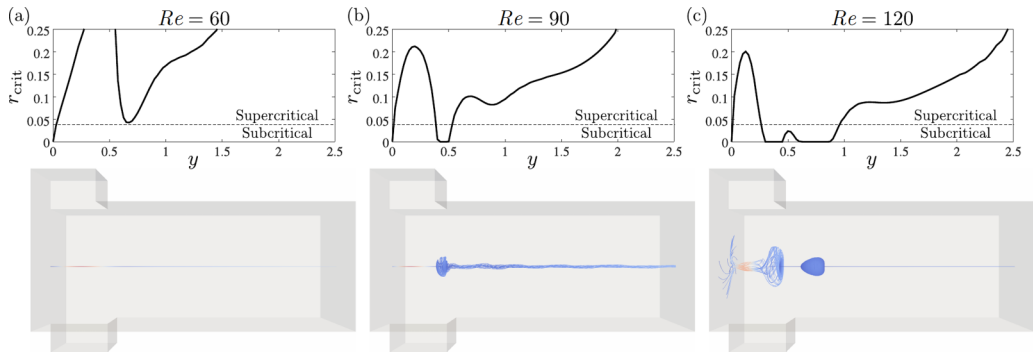 (a) Re = 60
0.25
0.2
0.15
0.1
0.05
0
r_crit
Supercritical
Subcritical
0 0.5 1 1.5 2 2.5
y
(b) Re = 90
0.25
0.2
0.15
0.1
0.05
0
r_crit
Supercritical
Subcritical
0 0.5 1 1.5 2 2.5
y
(c) Re = 120
0.25
0.2
0.15
0.1
0.05
0
r_crit
Supercritical
Subcritical
0 0.5 1 1.5 2 2.5
y